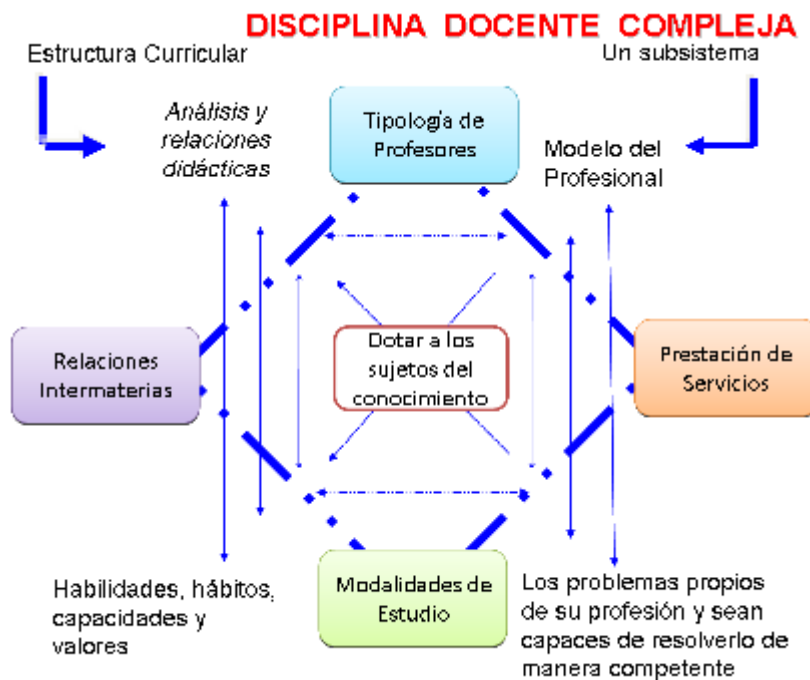 DISCIPLINA DOCENTE COMPLEJA
Estructura Curricular
Un subsistema
Análisis y
relaciones
didácticas
Tipología de
Profesores
Modelo del
Profesional
Relaciones
Intermaterias
Dotar a los
sujetos del
conocimiento
Prestación de
Servicios
Habilidades, hábitos,
capacidades y
valores
Modalidades de
Estudio
Los problemas propios
de su profesión y sean
capaces de resolverlo de
manera competente